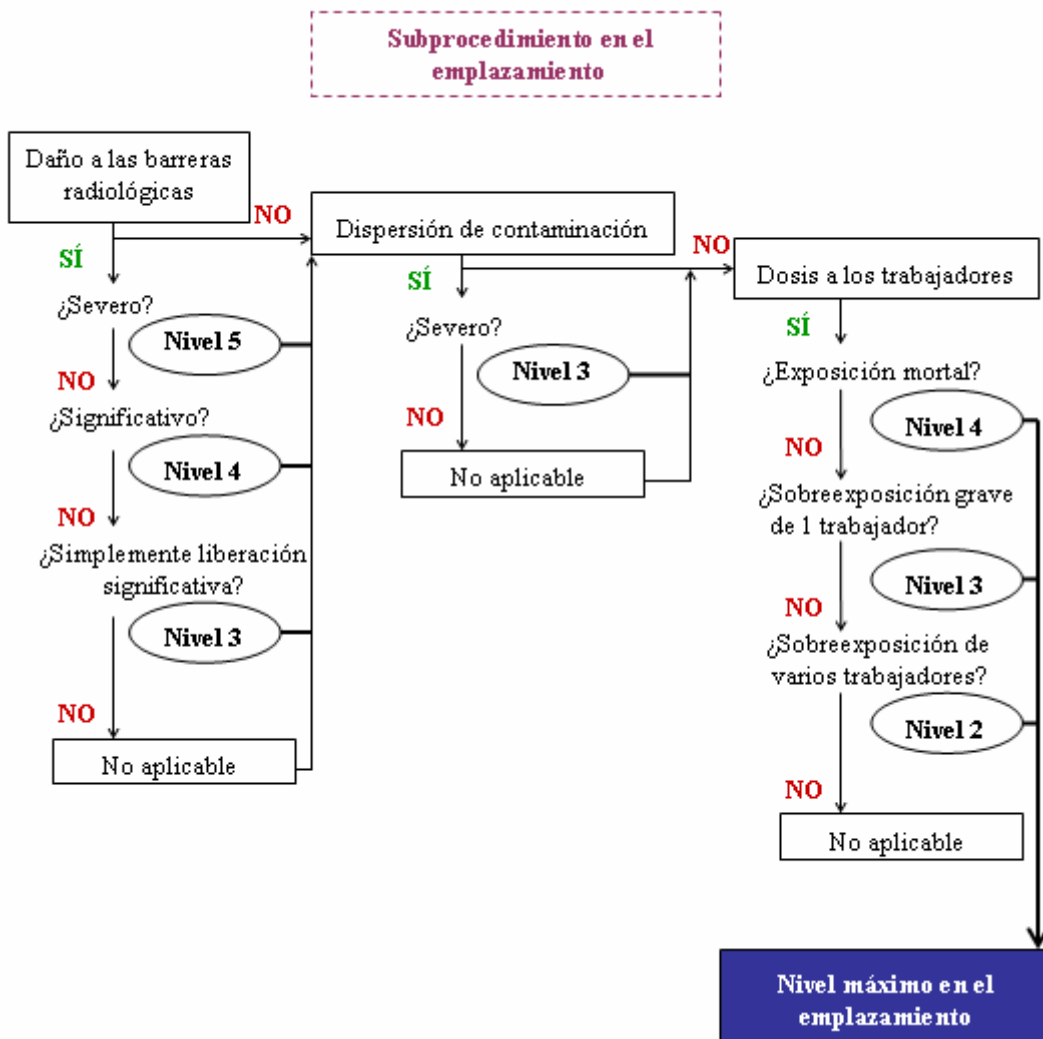 Subprocedimiento en el
emplazamiento
Daño a las barreras
radiológicas
NO
SÍ
¿Severo?
Nivel 5
NO
¿Significativo?
Nivel 4
NO
¿Simplemente liberación
significativa?
Nivel 3
NO
No aplicable
Dispersión de contaminación
NO
SÍ
¿Severo?
Nivel 3
NO
No aplicable
Dosis a los trabajadores
SÍ
¿Exposición mortal?
Nivel 4
NO
¿Sobreexposición grave
de 1 trabajador?
Nivel 3
NO
¿Sobreexposición de
varios trabajadores?
Nivel 2
NO
No aplicable
Nivel máximo en el
emplazamiento